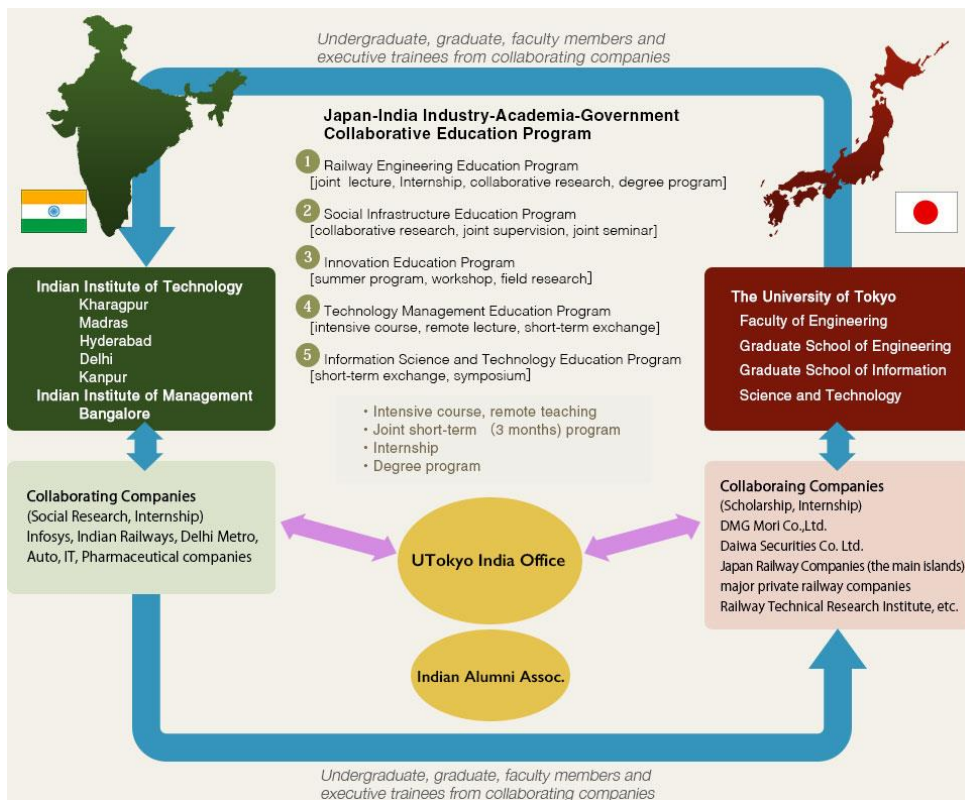 Undergraduate, graduate, faculty members and
executive trainees from collaborating companies
Japan-India Industry-Academia-Government
Collaborative Education Program
1 Railway Engineering Education Program
[joint lecture, Internship, collaborative research, degree program]
2 Social Infrastructure Education Program
[collaborative research, joint supervision, joint seminar]
3 Innovation Education Program
[summer program, workshop, field research]
4 Technology Management Education Program
[intensive course, remote lecture, short-term exchange]
5 Information Science and Technology Education Program
[short-term exchange, symposium]
・Intensive course, remote teaching
・Joint short-term （3 months) program
・Internship
・Degree program
Indian Institute of Technology
Kharagpur
Madras
Hyderabad
Delhi
Kanpur
Indian Institute of Management
Bangalore
The University of Tokyo
Faculty of Engineering
Graduate School of Engineering
Graduate School of Information
Science and Technology
Collaborating Companies
(Social Research, Internship)
Infosys, Indian Railways, Delhi Metro,
Auto, IT, Pharmaceutical companies
Collaboraing Companies
(Scholarship, Internship)
DMG Mori Co.,Ltd.
Daiwa Securities Co. Ltd.
Japan Railway Companies (the main islands)
major private railway companies
Railway Technical Research Institute, etc.
UTokyo India Office
Indian Alumni Assoc.
Undergraduate, graduate, faculty members and
executive trainees from collaborating companies